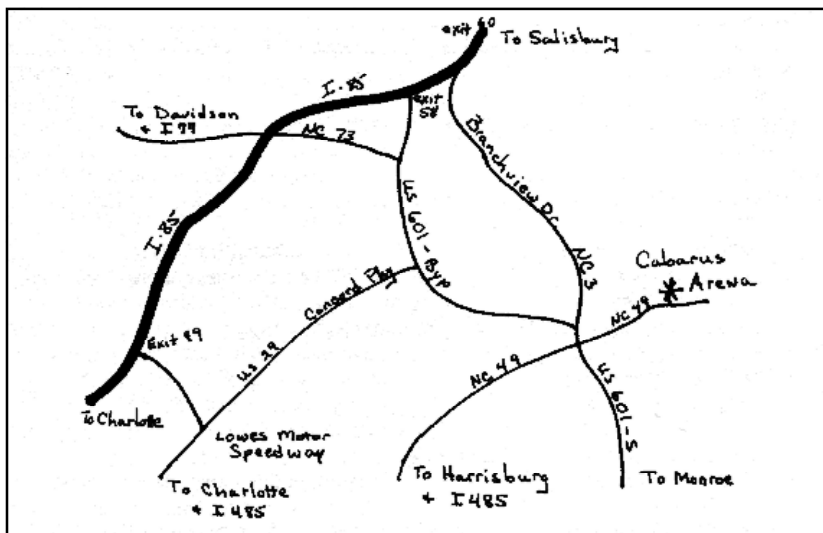 exit 60
To Salisbury
I-85
exit
58
To Davidson
& I 77
NC 73
Branchview Dr.
US 601-Byp
I-85
NC 3
Cabarus
Arena
Concord Pky
NC 49
Exit 49
US 29
NC 49
US 601-S
To Charlotte
Lowes Motor
Speedway
To Charlotte
& I485
To Harrisburg
& I485
To Monroe